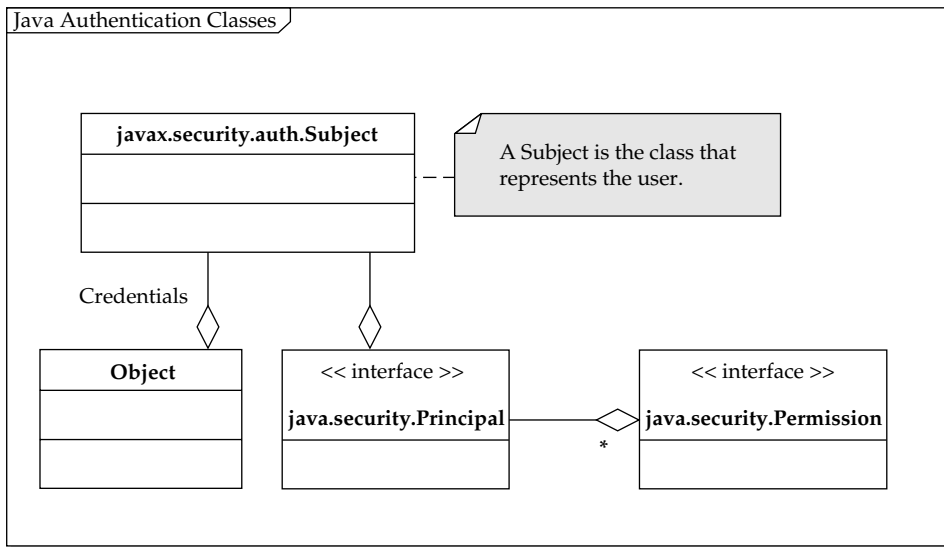 Java Authentication Classes
javax.security.auth.Subject
A Subject is the class that
represents the user.
Credentials
Object
<< interface >>
java.security.Principal
*
<< interface >>
java.security.Permission